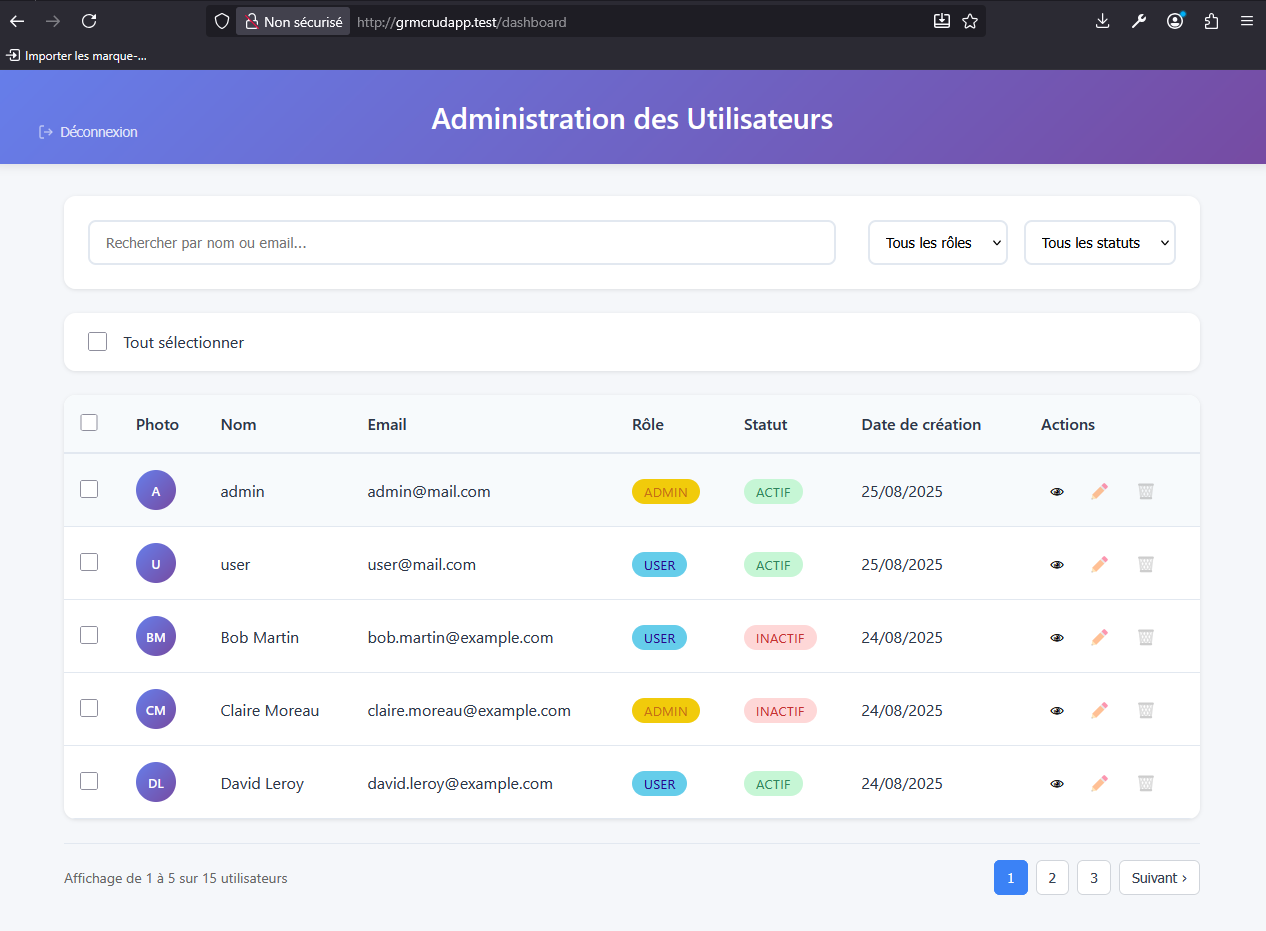 Non sécurisé http://grmcrudapp.test/dashboard
Importer les marque-...
Administration des Utilisateurs
Déconnexion
Rechercher par nom ou email... Tous les rôles Tous les statuts
Tout sélectionner
Photo Nom Email Rôle Statut Date de création Actions
A admin admin@mail.com ADMIN ACTIF 25/08/2025
U user user@mail.com USER ACTIF 25/08/2025
BM Bob Martin bob.martin@example.com USER INACTIF 24/08/2025
CM Claire Moreau claire.moreau@example.com ADMIN INACTIF 24/08/2025
DL David Leroy david.leroy@example.com USER ACTIF 24/08/2025
Affichage de 1 à 5 sur 15 utilisateurs 1 2 3 Suivant ›